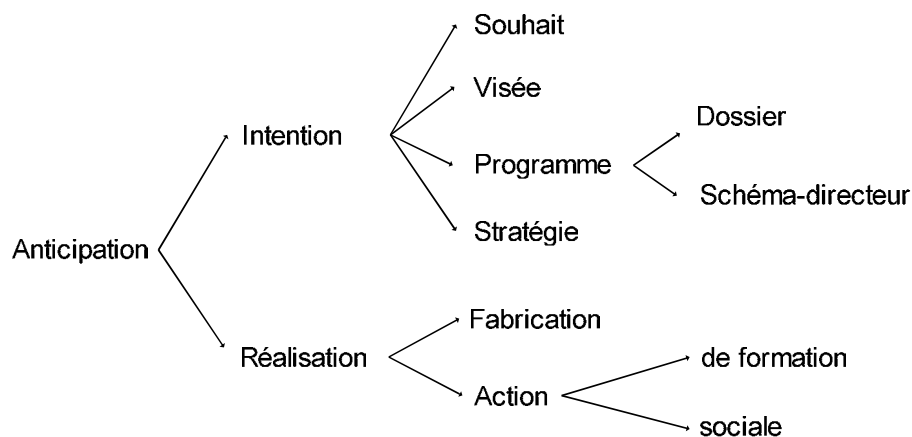 Souhait
Visée
Intention
Dossier
Programme
Schéma-directeur
Stratégie
Anticipation
Fabrication
Réalisation
de formation
Action
sociale